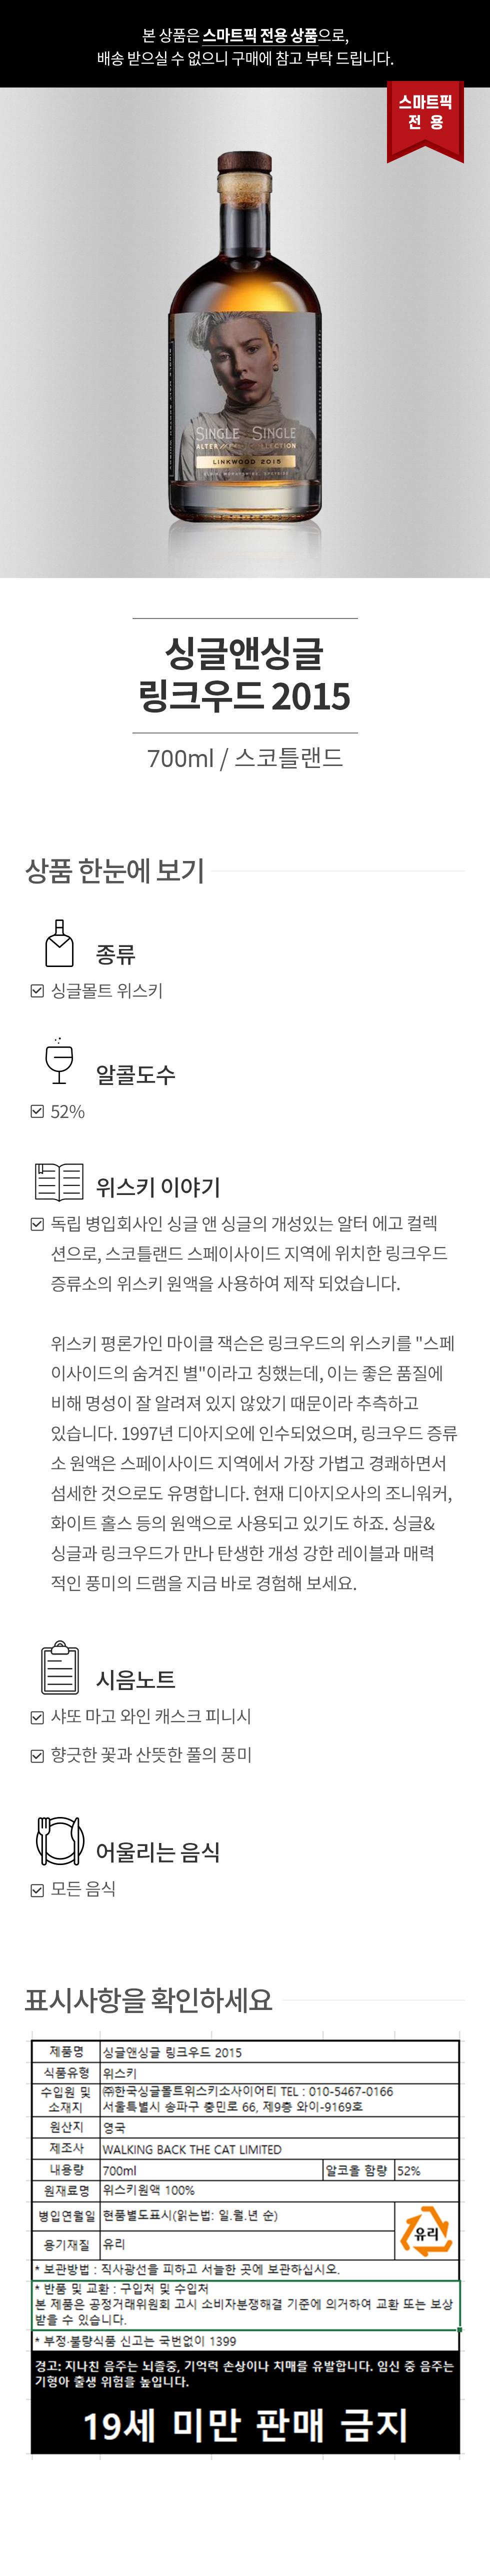 본 상품은 스마트픽 전용 상품으로,
배송 받으실 수 없으니 구매에 참고 부탁 드립니다.
스마트픽
전 용
SINGLE & SINGLE
LINKWOOD 2015
싱글앤싱글
링크우드 2015
700ml / 스코틀랜드
상품 한눈에 보기
종류
싱글몰트 위스키
알콜도수
52%
위스키 이야기
독립 병입회사인 싱글 앤 싱글의 개성있는 알터 에고 컬렉
션으로, 스코틀랜드 스페이사이드 지역에 위치한 링크우드
증류소의 위스키 원액을 사용하여 제작 되었습니다.
위스키 평론가인 마이클 잭슨은 링크우드의 위스키를 "스페
이사이드의 숨겨진 별"이라고 칭했는데, 이는 좋은 품질에
비해 명성이 잘 알려져 있지 않았기 때문이라 추측하고
있습니다. 1997년 디아지오에 인수되었으며, 링크우드 증류
소 원액은 스페이사이드 지역에서 가장 가볍고 경쾌하면서
섬세한 것으로도 유명합니다. 현재 디아지오사의 조니워커,
화이트 홀스 등의 원액으로 사용되고 있기도 하죠. 싱글&
싱글과 링크우드가 만나 탄생한 개성 강한 레이블과 매력
적인 풍미의 드램을 지금 바로 경험해 보세요.
시음노트
샤또 마고 와인 캐스크 피니시
향긋한 꽃과 산뜻한 풀의 풍미
어울리는 음식
모든 음식
표시사항을 확인하세요
제품명 싱글앤싱글 링크우드 2015
식품유형 위스키
수입원 및 소재지 ㈜한국싱글몰트위스키소사이어티 TEL : 010-5467-0166
서울특별시 송파구 충민로 66, 제9층 와이-9169호
원산지 영국
제조사 WALKING BACK THE CAT LIMITED
내용량 700ml 알코올 함량 52%
원재료명 위스키원액 100%
병입연월일 현품별도표시(읽는법: 일.월.년 순)
용기재질 유리
유리
* 보관방법 : 직사광선을 피하고 서늘한 곳에 보관하십시오.
* 반품 및 교환 : 구입처 및 수입처
본 제품은 공정거래위원회 고시 소비자분쟁해결 기준에 의거하여 교환 또는 보상
받을 수 있습니다.
* 부정·불량식품 신고는 국번없이 1399
경고: 지나친 음주는 뇌졸중, 기억력 손상이나 치매를 유발합니다. 임신 중 음주는
기형아 출생 위험을 높입니다.
19세 미만 판매 금지